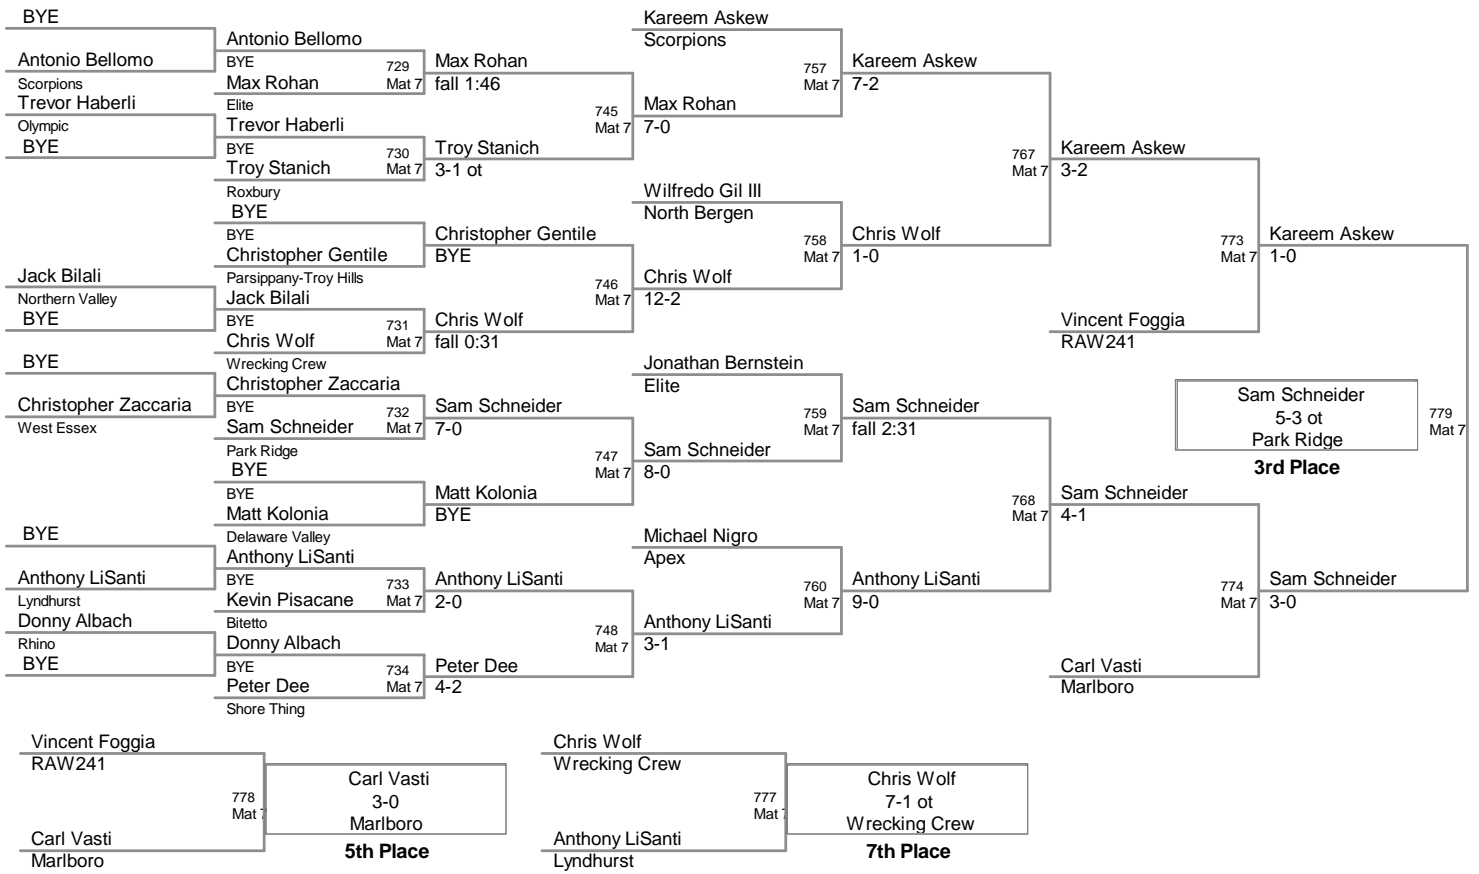 BYE
Antonio Bellomo
Scorpions
Trevor Haberli
Olympic
BYE
Jack Bilali
Northern Valley
BYE
BYE
Christopher Zaccaria
West Essex
BYE
Anthony LiSanti
Lyndhurst
Donny Albach
Rhino
BYE
Antonio Bellomo
BYE
Max Rohan
Elite
729
Mat 7
Trevor Haberli
BYE
Troy Stanich
Roxbury
730
Mat 7
BYE
BYE
Christopher Gentile
Parsippany-Troy Hills
Jack Bilali
BYE
Chris Wolf
Wrecking Crew
731
Mat 7
Christopher Zaccaria
BYE
Sam Schneider
Park Ridge
732
Mat 7
BYE
BYE
Matt Kolonia
Delaware Valley
Anthony LiSanti
BYE
Kevin Pisacane
Bitetto
733
Mat 7
Donny Albach
BYE
Peter Dee
Shore Thing
734
Mat 7
Max Rohan
fall 1:46
745
Mat 7
Troy Stanich
3-1 ot
Christopher Gentile
BYE
746
Mat 7
Chris Wolf
fall 0:31
Sam Schneider
7-0
747
Mat 7
Matt Kolonia
BYE
Anthony LiSanti
2-0
748
Mat 7
Peter Dee
4-2
Kareem Askew
Scorpions
757
Mat 7
Max Rohan
7-0
Wilfredo Gil III
North Bergen
758
Mat 7
Chris Wolf
12-2
Jonathan Bernstein
Elite
759
Mat 7
Sam Schneider
8-0
Michael Nigro
Apex
760
Mat 7
Anthony LiSanti
3-1
Kareem Askew
7-2
767
Mat 7
Chris Wolf
1-0
Sam Schneider
fall 2:31
768
Mat 7
Anthony LiSanti
9-0
Kareem Askew
3-2
773
Mat 7
Vincent Foggia
RAW241
Sam Schneider
4-1
774
Mat 7
Carl Vasti
Marlboro
Kareem Askew
1-0
Sam Schneider
5-3 ot
Park Ridge
3rd Place
779
Mat 7
Sam Schneider
3-0
Vincent Foggia
RAW241
778
Mat 7
Carl Vasti
Marlboro
Carl Vasti
3-0
Marlboro
5th Place
Chris Wolf
Wrecking Crew
777
Mat 7
Anthony LiSanti
Lyndhurst
Chris Wolf
7-1 ot
Wrecking Crew
7th Place